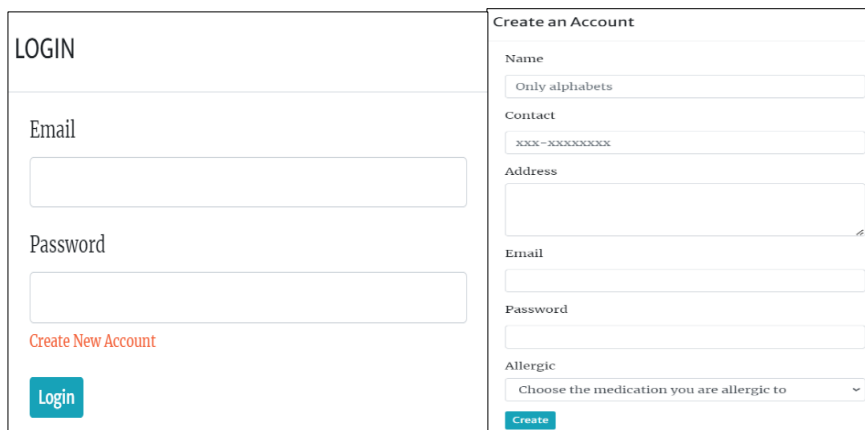 LOGIN
Email
Password
Create New Account
Login
Create an Account
Name
Only alphabets
Contact
xxx-xxxxxxxx
Address
Email
Password
Allergic
Choose the medication you are allergic to
Create